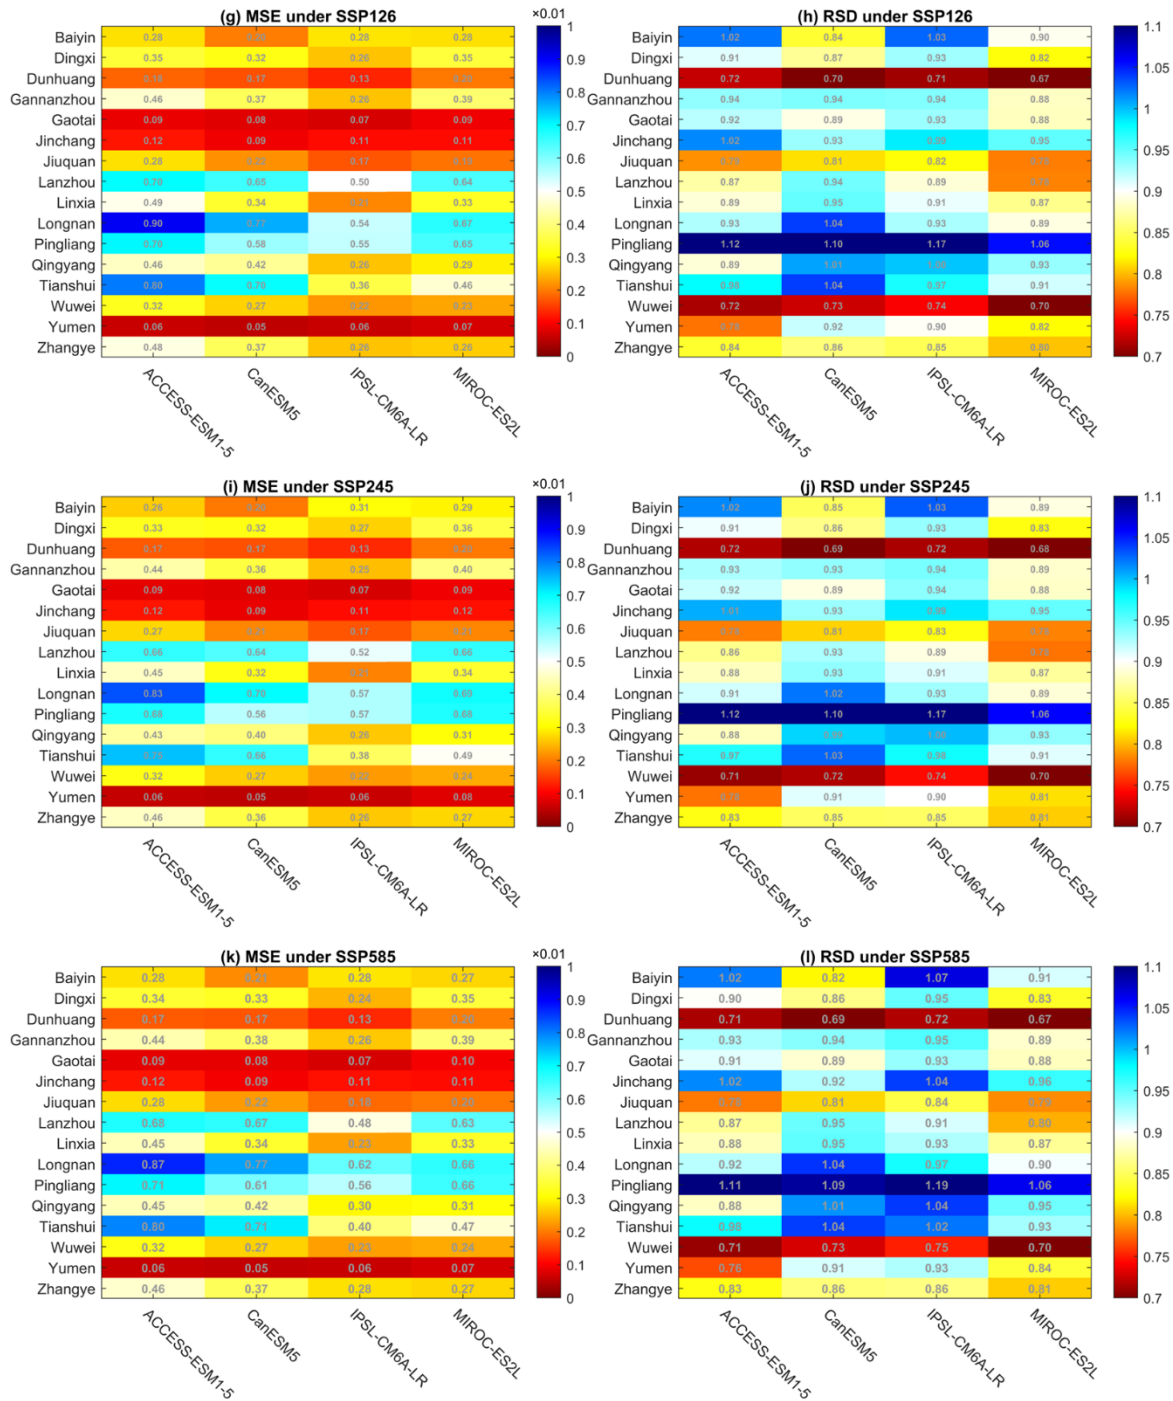 (g) MSE under SSP126
×0.01
Baiyin 0.28 0.28 0.28
Dingxi 0.35 0.32 0.26 0.35
Dunhuang 0.17 0.13
Gannanzhou 0.46 0.37 0.26 0.39
Gaotai 0.09 0.08 0.07 0.09
Jinchang 0.12 0.09 0.11 0.11
Jiuquan 0.28 0.22 0.17
Lanzhou 0.70 0.65 0.50 0.64
Linxia 0.49 0.34 0.33
Longnan 0.90 0.77 0.54 0.67
Pingliang 0.70 0.58 0.55 0.65
Qingyang 0.46 0.42 0.26 0.29
Tianshui 0.80 0.70 0.36 0.46
Wuwei 0.32 0.27 0.22 0.23
Yumen 0.06 0.05 0.06 0.07
Zhangye 0.48 0.37 0.26 0.26
ACCESS-ESM1-5 CanESM5 IPSL-CM6A-LR MIROC-ES2L
1
0.9
0.8
0.7
0.6
0.5
0.4
0.3
0.2
0.1
0
(h) RSD under SSP126
Baiyin 1.02 0.84 1.03 0.90
Dingxi 0.91 0.87 0.93 0.82
Dunhuang 0.72 0.70 0.71 0.67
Gannanzhou 0.94 0.94 0.94 0.88
Gaotai 0.92 0.89 0.93 0.88
Jinchang 1.02 0.93 0.95
Jiuquan 0.81 0.82
Lanzhou 0.87 0.94 0.89
Linxia 0.89 0.95 0.91 0.87
Longnan 0.93 1.04 0.93 0.89
Pingliang 1.12 1.10 1.17 1.06
Qingyang 0.89 1.01 0.93
Tianshui 1.04 0.97 0.91
Wuwei 0.72 0.73 0.74 0.70
Yumen 0.92 0.90 0.82
Zhangye 0.84 0.86 0.85 0.80
ACCESS-ESM1-5 CanESM5 IPSL-CM6A-LR MIROC-ES2L
1.1
1.05
1
0.95
0.9
0.85
0.8
0.75
0.7
(i) MSE under SSP245
×0.01
Baiyin 0.26 0.31 0.29
Dingxi 0.33 0.32 0.27 0.36
Dunhuang 0.17 0.17 0.13
Gannanzhou 0.44 0.36 0.25 0.40
Gaotai 0.09 0.08 0.07 0.09
Jinchang 0.12 0.09 0.11 0.12
Jiuquan 0.27 0.17
Lanzhou 0.66 0.64 0.52 0.66
Linxia 0.45 0.32 0.34
Longnan 0.83 0.70 0.57 0.69
Pingliang 0.68 0.56 0.57 0.68
Qingyang 0.43 0.40 0.26 0.31
Tianshui 0.66 0.38 0.49
Wuwei 0.32 0.27 0.22 0.24
Yumen 0.06 0.05 0.06 0.08
Zhangye 0.46 0.36 0.26 0.27
ACCESS-ESM1-5 CanESM5 IPSL-CM6A-LR MIROC-ES2L
1
0.9
0.8
0.7
0.6
0.5
0.4
0.3
0.2
0.1
0
(j) RSD under SSP245
Baiyin 1.02 0.85 1.03 0.89
Dingxi 0.91 0.86 0.93 0.83
Dunhuang 0.72 0.69 0.72 0.68
Gannanzhou 0.93 0.93 0.94 0.89
Gaotai 0.92 0.89 0.94 0.88
Jinchang 1.01 0.93 0.95
Jiuquan 0.81 0.83
Lanzhou 0.86 0.93 0.89
Linxia 0.88 0.93 0.91 0.87
Longnan 0.91 1.02 0.93 0.89
Pingliang 1.12 1.10 1.17 1.06
Qingyang 0.88 0.93
Tianshui 0.97 1.03 0.98 0.91
Wuwei 0.71 0.72 0.74 0.70
Yumen 0.91 0.90 0.81
Zhangye 0.83 0.85 0.85 0.81
ACCESS-ESM1-5 CanESM5 IPSL-CM6A-LR MIROC-ES2L
1.1
1.05
1
0.95
0.9
0.85
0.8
0.75
0.7
(k) MSE under SSP585
×0.01
Baiyin 0.28 0.21 0.28 0.27
Dingxi 0.34 0.33 0.24 0.35
Dunhuang 0.17 0.17 0.13 0.20
Gannanzhou 0.44 0.38 0.26 0.39
Gaotai 0.09 0.08 0.07 0.10
Jinchang 0.12 0.09 0.11 0.11
Jiuquan 0.28 0.22 0.18 0.20
Lanzhou 0.68 0.67 0.48 0.63
Linxia 0.45 0.34 0.23 0.33
Longnan 0.87 0.77 0.62 0.66
Pingliang 0.71 0.61 0.56 0.66
Qingyang 0.45 0.42 0.30 0.31
Tianshui 0.80 0.71 0.40 0.47
Wuwei 0.32 0.27 0.23 0.24
Yumen 0.06 0.05 0.06 0.07
Zhangye 0.46 0.37 0.28 0.27
ACCESS-ESM1-5 CanESM5 IPSL-CM6A-LR MIROC-ES2L
1
0.9
0.8
0.7
0.6
0.5
0.4
0.3
0.2
0.1
0
(l) RSD under SSP585
Baiyin 1.02 0.82 1.07 0.91
Dingxi 0.90 0.86 0.95 0.83
Dunhuang 0.71 0.69 0.72 0.67
Gannanzhou 0.93 0.94 0.95 0.89
Gaotai 0.91 0.89 0.93 0.88
Jinchang 1.02 0.92 1.04 0.96
Jiuquan 0.81 0.84
Lanzhou 0.87 0.95 0.91 0.80
Linxia 0.88 0.95 0.93 0.87
Longnan 0.92 1.04 0.97 0.90
Pingliang 1.11 1.09 1.19 1.06
Qingyang 0.88 1.01 1.04 0.95
Tianshui 0.98 1.04 1.02 0.93
Wuwei 0.71 0.73 0.75 0.70
Yumen 0.76 0.91 0.93 0.84
Zhangye 0.83 0.86 0.86 0.81
ACCESS-ESM1-5 CanESM5 IPSL-CM6A-LR MIROC-ES2L
1.1
1.05
1
0.95
0.9
0.85
0.8
0.75
0.7